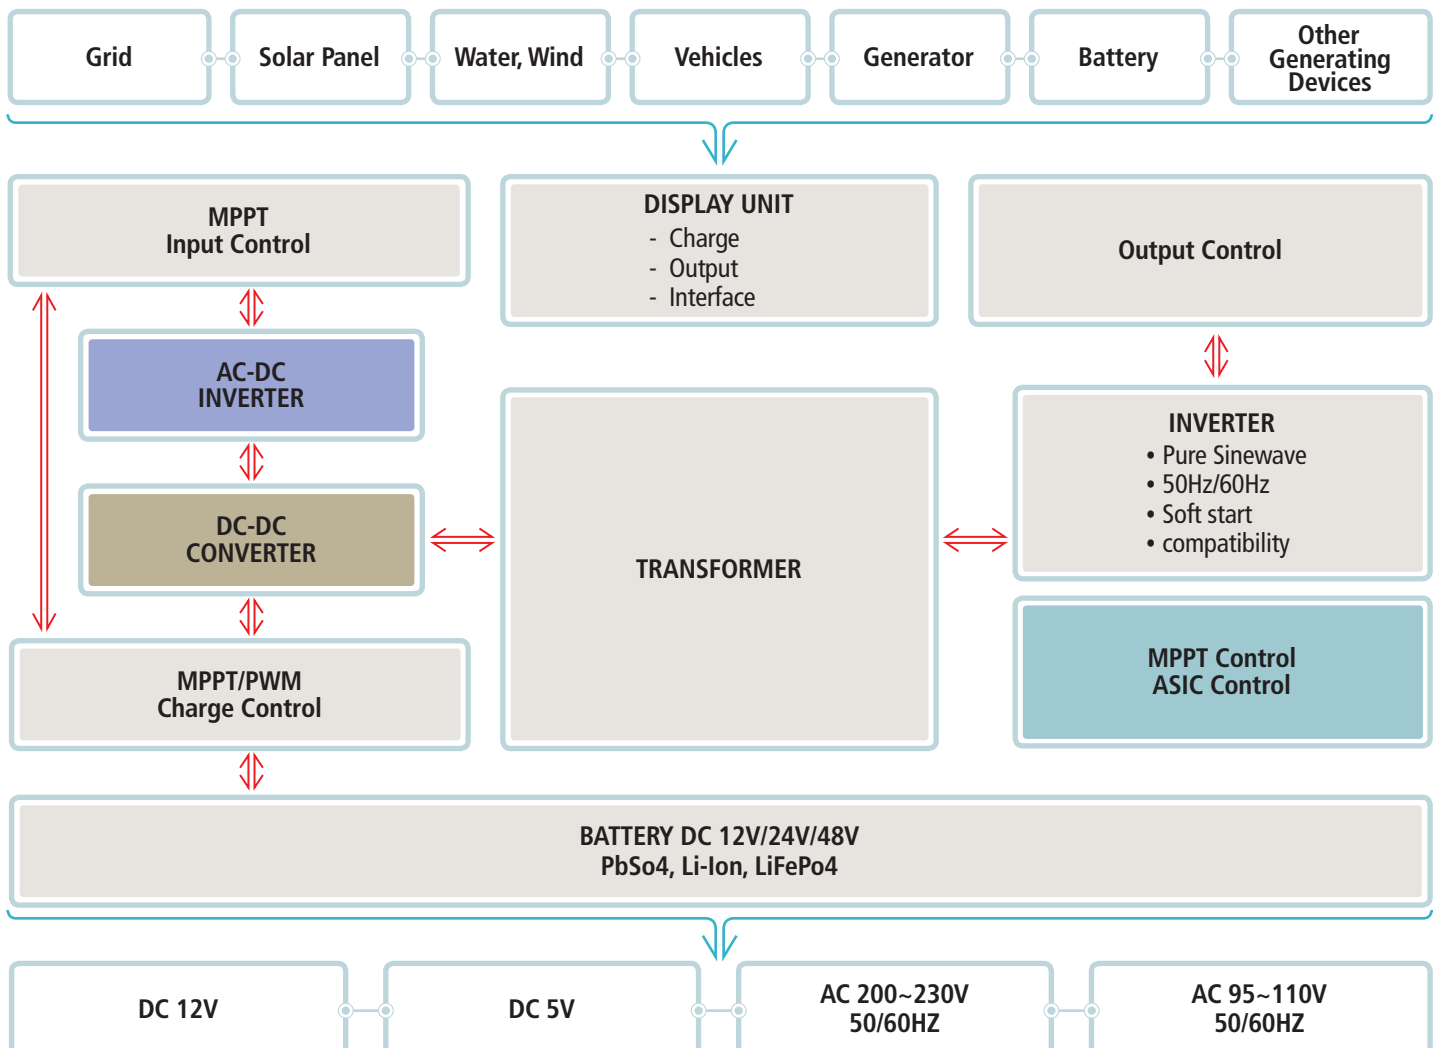 Grid
Solar Panel
Water, Wind
Vehicles
Generator
Battery
Other
Generating
Devices
MPPT
Input Control
DISPLAY UNIT
- Charge
- Output
- Interface
Output Control
AC-DC
INVERTER
DC-DC
CONVERTER
TRANSFORMER
INVERTER
• Pure Sinewave
• 50Hz/60Hz
• Soft start
• compatibility
MPPT/PWM
Charge Control
MPPT Control
ASIC Control
BATTERY DC 12V/24V/48V
PbSo4, Li-Ion, LiFePo4
DC 12V
DC 5V
AC 200~230V
50/60HZ
AC 95~110V
50/60HZ